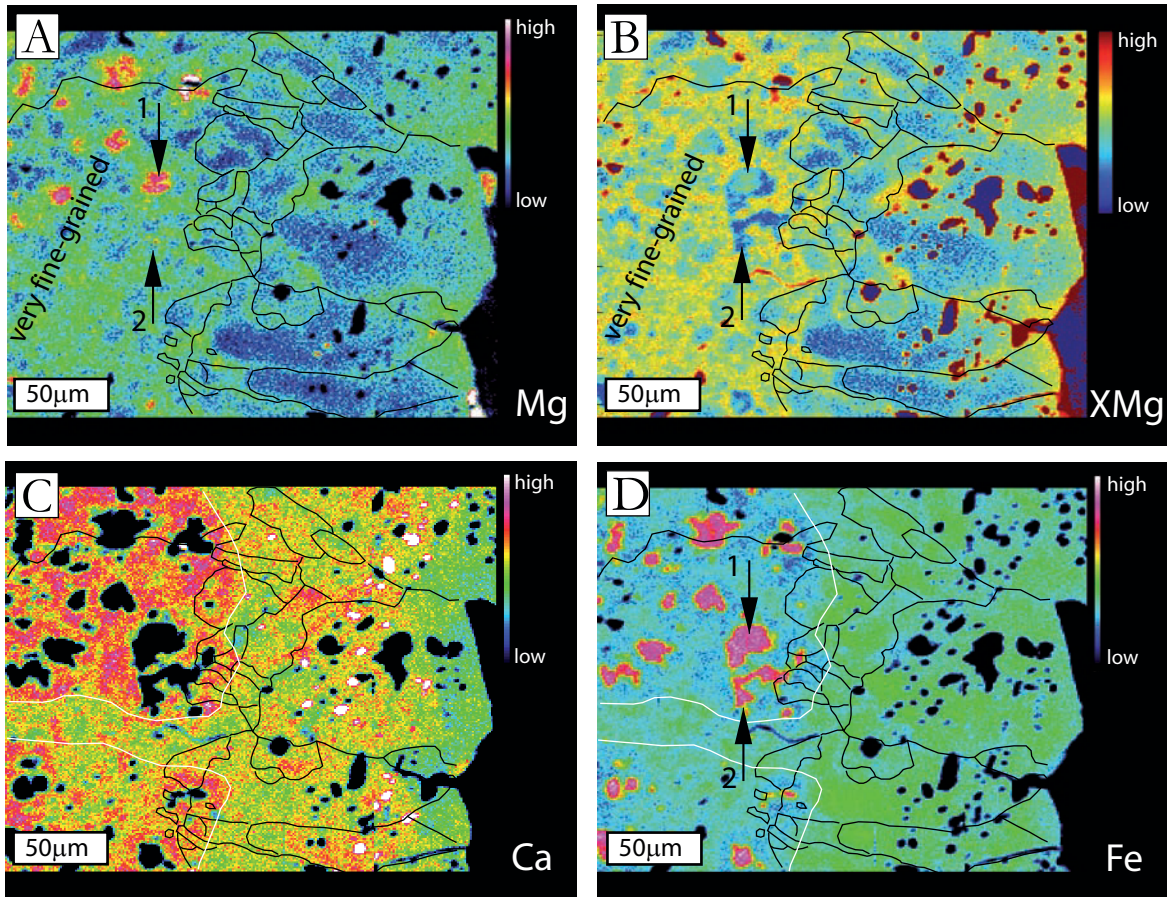 A
high
low
1
2
very fine-grained
50µm
Mg
B
high
low
1
2
very fine-grained
50µm
XMg
C
high
low
50µm
Ca
D
high
low
1
2
50µm
Fe